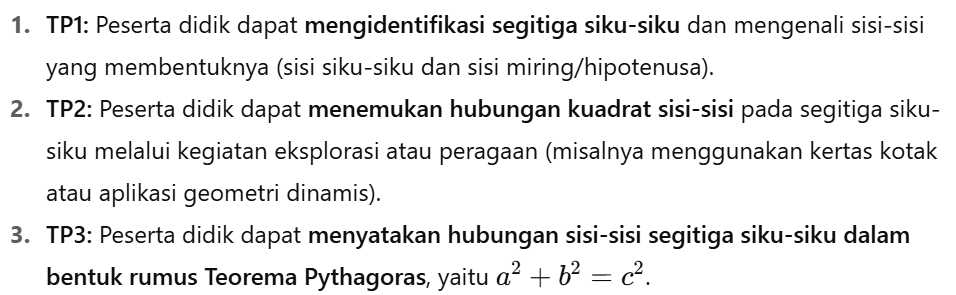 1. TP1: Peserta didik dapat mengidentifikasi segitiga siku-siku dan mengenali sisi-sisi
yang membentuknya (sisi siku-siku dan sisi miring/hipotenusa).
2. TP2: Peserta didik dapat menemukan hubungan kuadrat sisi-sisi pada segitiga siku-
siku melalui kegiatan eksplorasi atau peragaan (misalnya menggunakan kertas kotak
atau aplikasi geometri dinamis).
3. TP3: Peserta didik dapat menyatakan hubungan sisi-sisi segitiga siku-siku dalam
bentuk rumus Teorema Pythagoras, yaitu a² + b² = c².